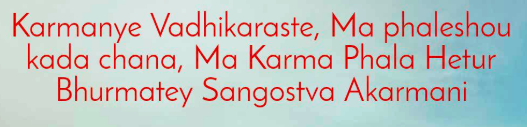 Karmanye Vadhikaraste, Ma phaleshou
kada chana, Ma Karma Phala Hetur
Bhurmatey Sangostva Akarmani